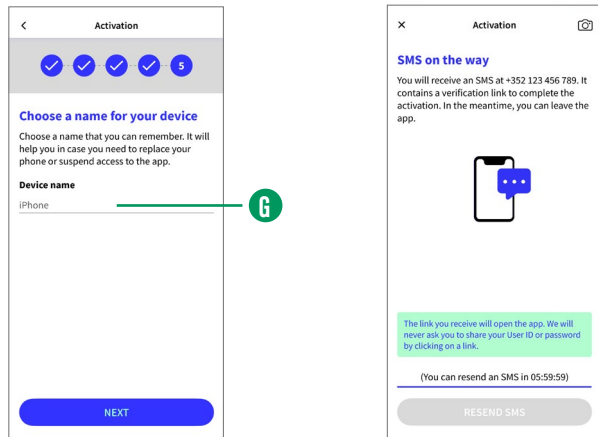 Activation
5
Choose a name for your device
Choose a name that you can remember. It will
help you in case you need to replace your
phone or suspend access to the app.
Device name
iPhone
G
NEXT
Activation
SMS on the way
You will receive an SMS at +352 123 456 789. It
contains a verification link to complete the
activation. In the meantime, you can leave the
app.
The link you receive will open the app. We will
never ask you to share your User ID or password
by clicking on a link.
(You can resend an SMS in 05:59:59)
RESEND SMS